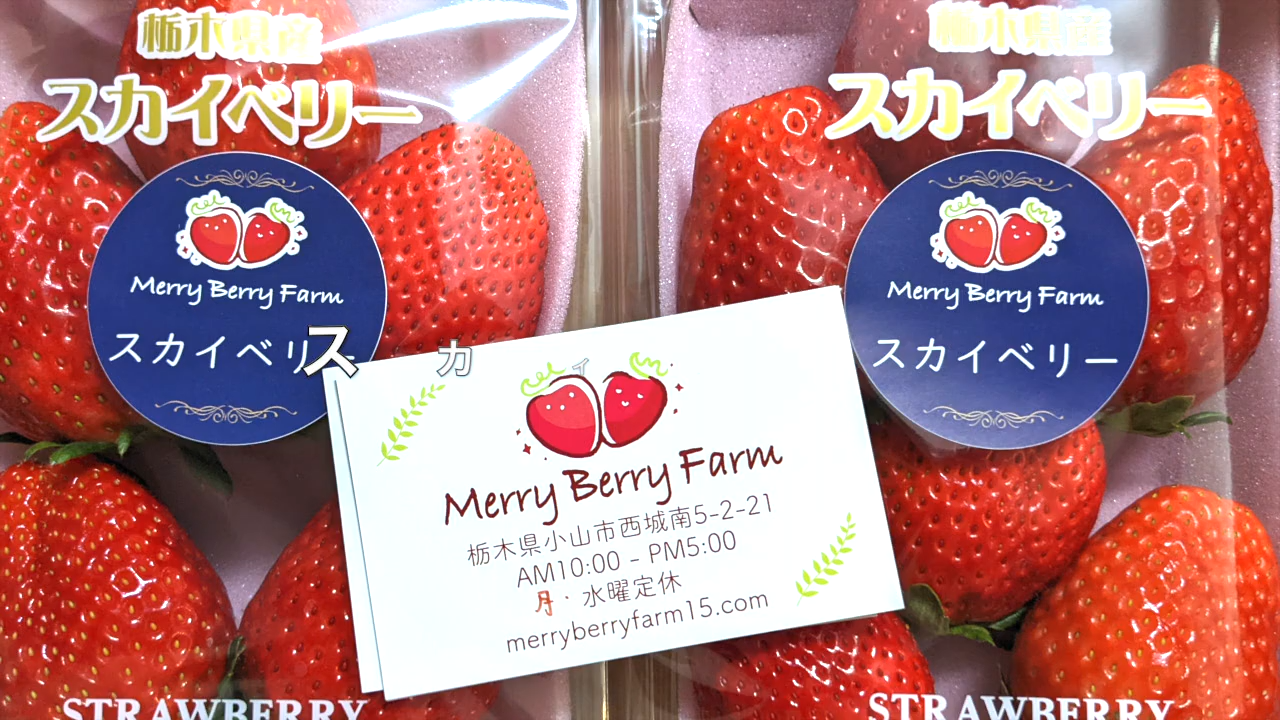 栃木県産
スカイベリー
Merry Berry Farm
スカイベリー
STRAWBERRY
栃木県産
スカイベリー
Merry Berry Farm
スカイベリー
STRAWBERRY
スカイ
Merry Berry Farm
栃木県小山市西城南5-2-21
AM10:00 - PM5:00
月・水曜定休
merryberryfarm15.com